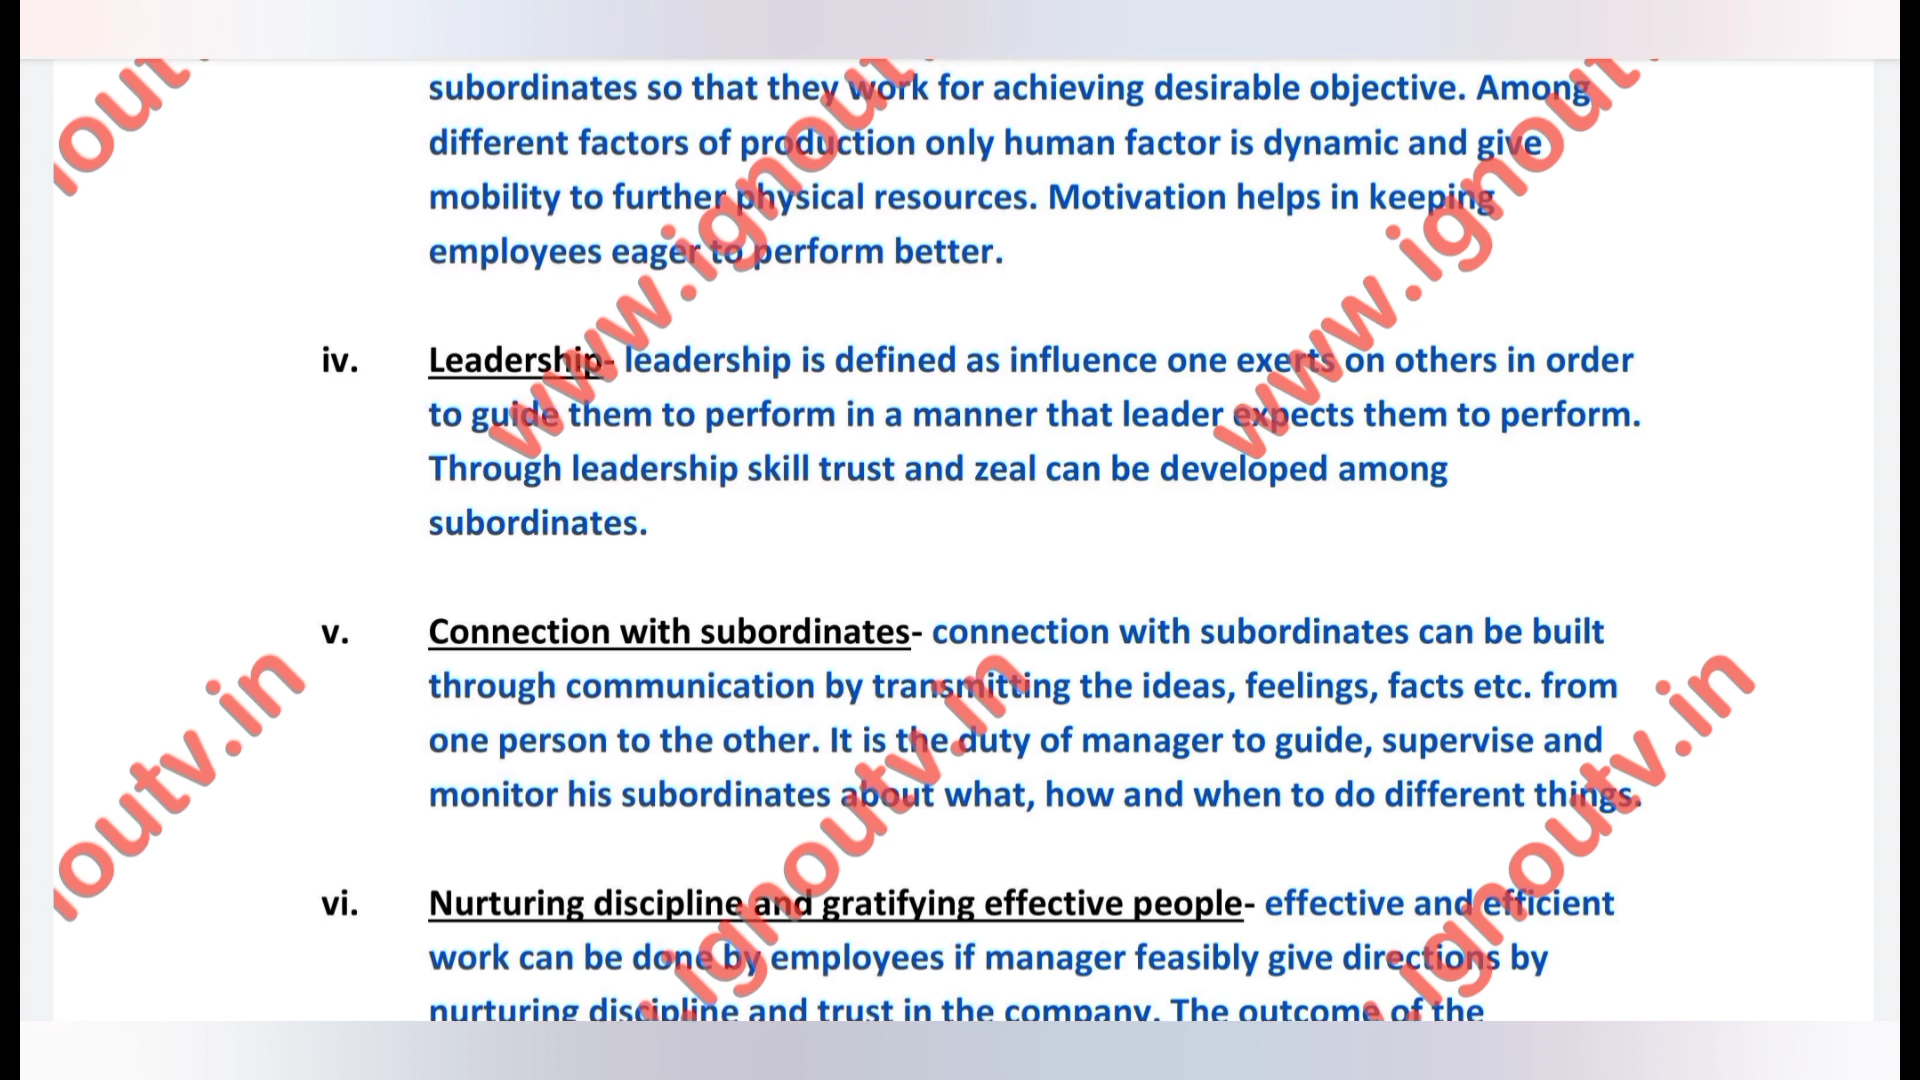 subordinates so that they work for achieving desirable objective. Among
different factors of production only human factor is dynamic and give
mobility to further physical resources. Motivation helps in keeping
employees eager to perform better.
iv. Leadership- leadership is defined as influence one exerts on others in order
to guide them to perform in a manner that leader expects them to perform.
Through leadership skill trust and zeal can be developed among
subordinates.
v. Connection with subordinates- connection with subordinates can be built
through communication by transmitting the ideas, feelings, facts etc. from
one person to the other. It is the duty of manager to guide, supervise and
monitor his subordinates about what, how and when to do different things.
vi. Nurturing discipline and gratifying effective people- effective and efficient
work can be done by employees if manager feasibly give directions by
nurturing discipline and trust in the company. The outcome of the
nout
www.ignout
www.ignout
noutv.in
.ignoutv.in
.ignoutv.in